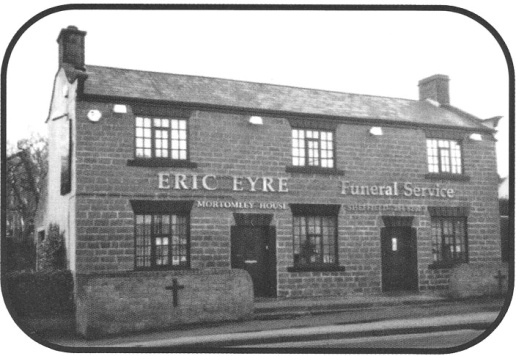 ERIC EYRE
Funeral Service
MORTOMLEY HOUSE